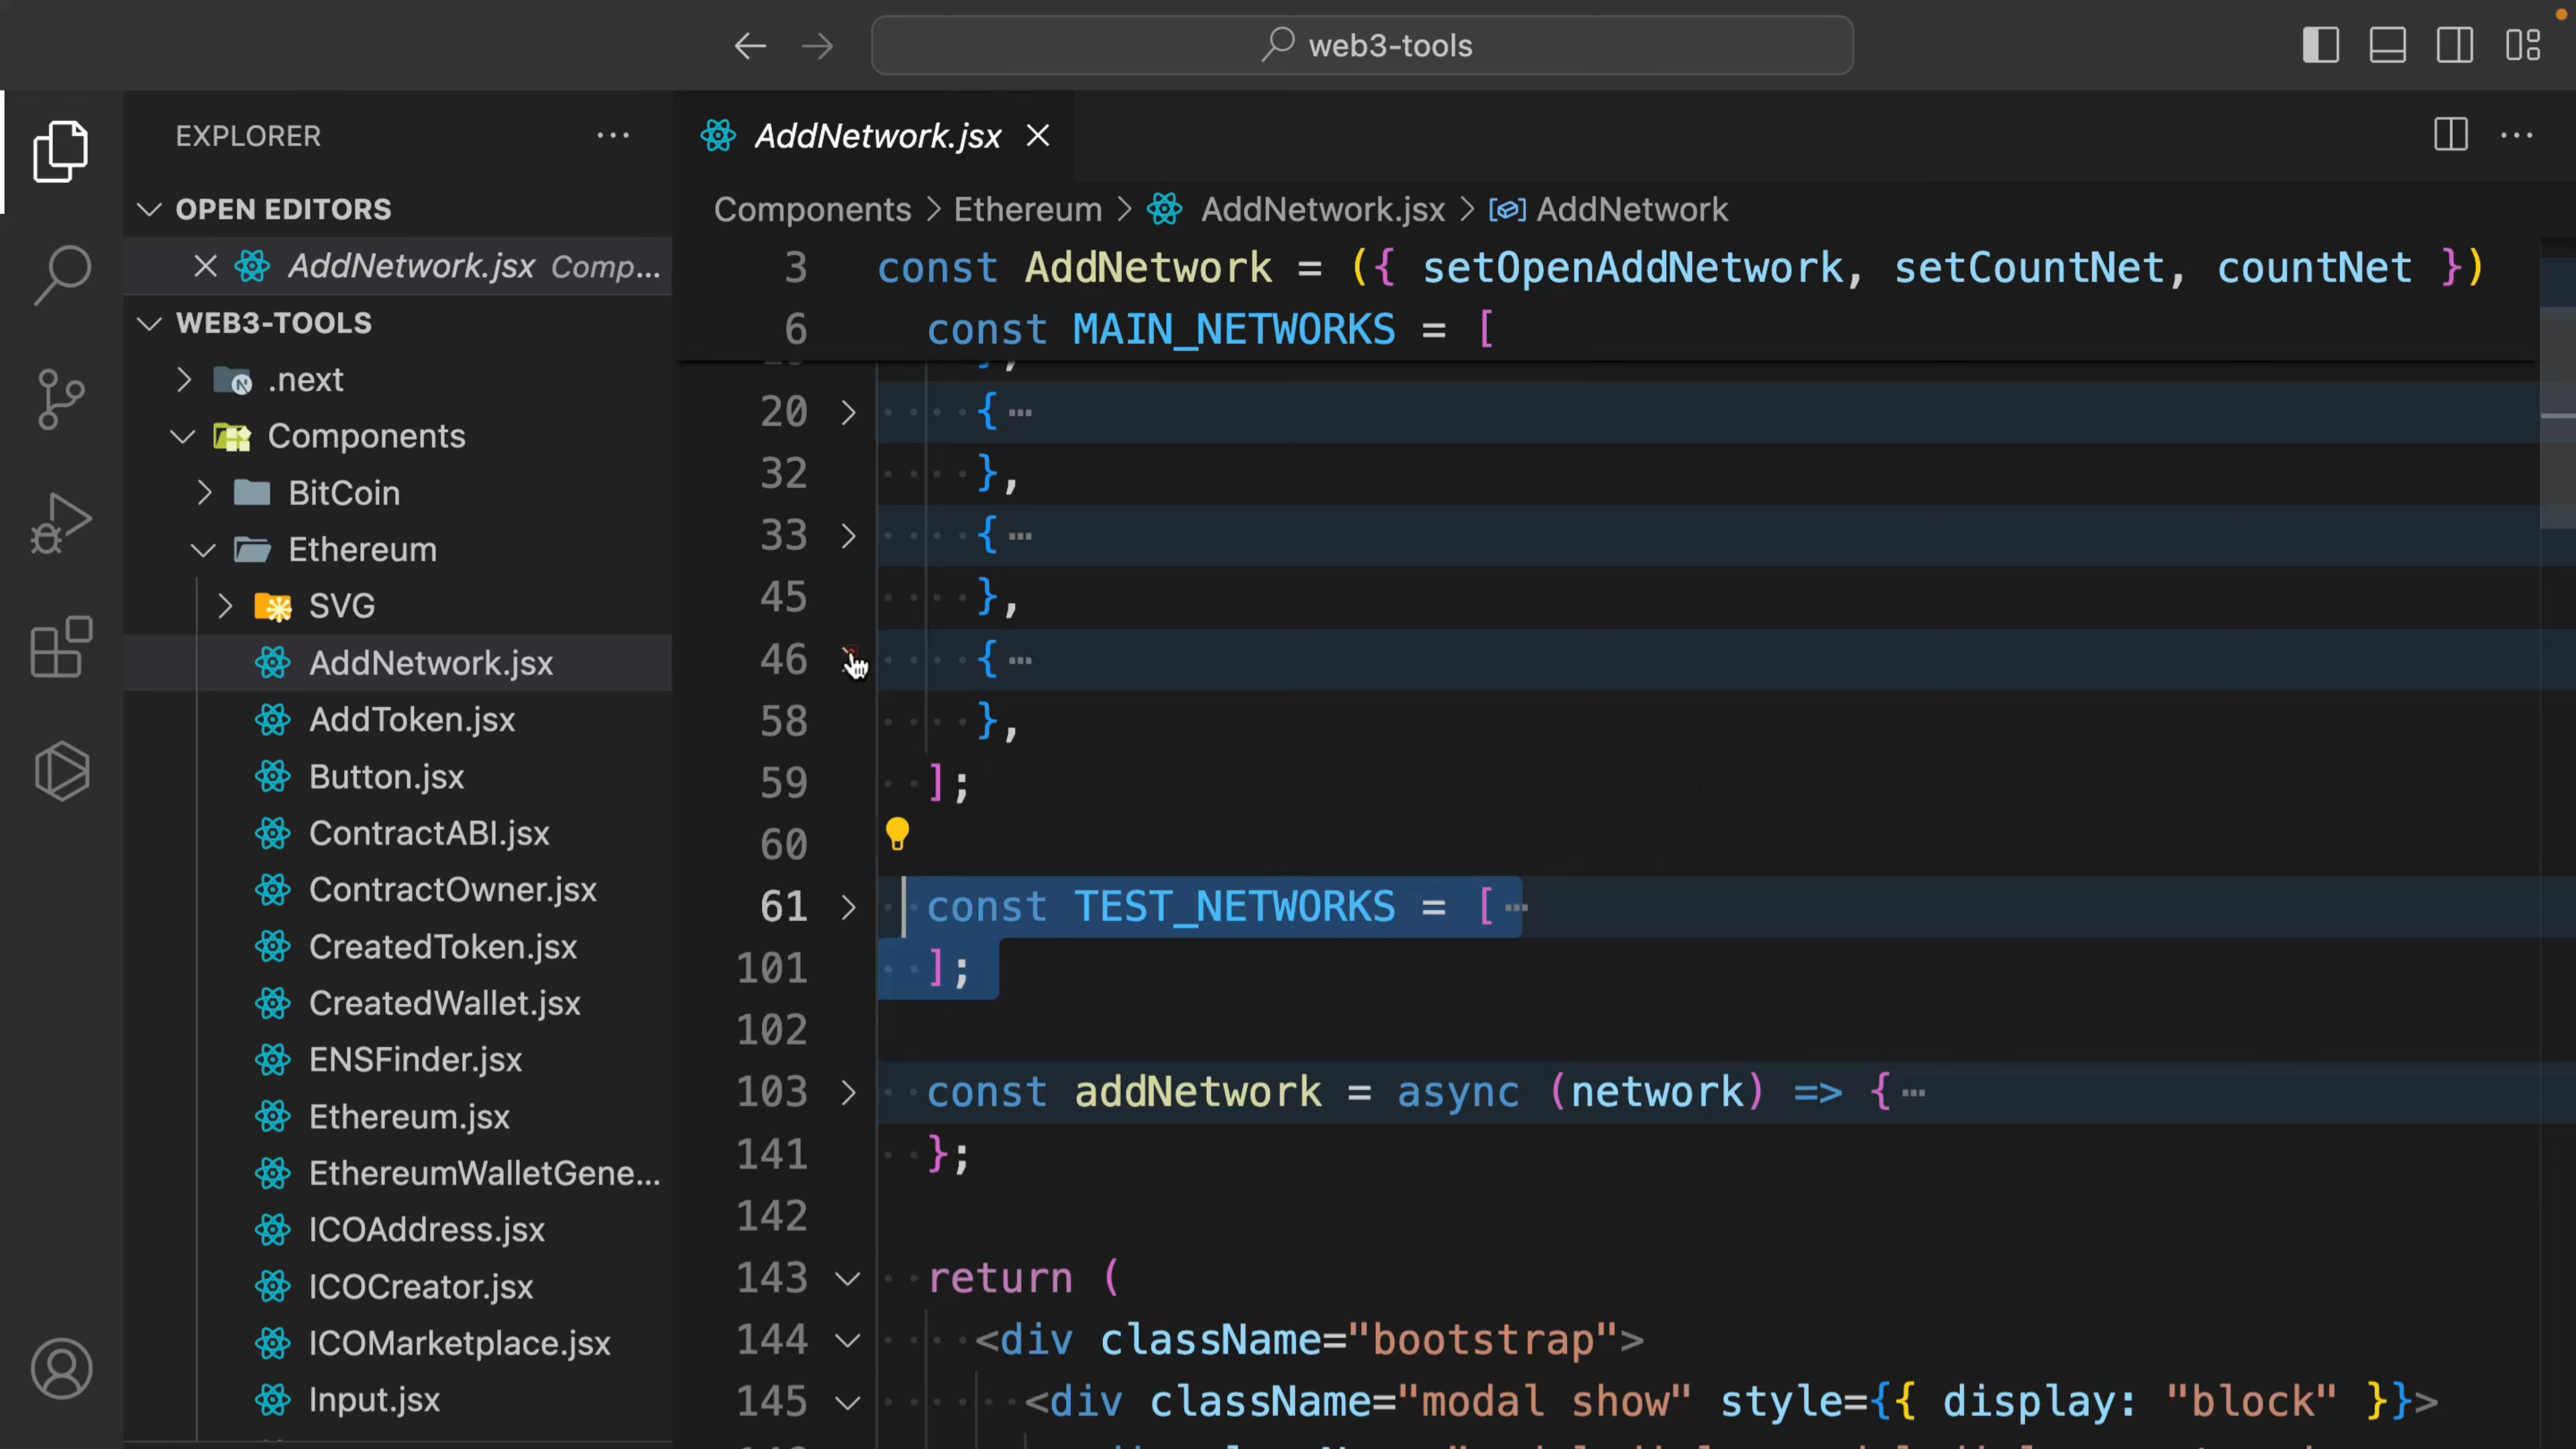 web3-tools
EXPLORER
OPEN EDITORS
AddNetwork.jsx Comp...
WEB3-TOOLS
.next
Components
BitCoin
Ethereum
SVG
AddNetwork.jsx
AddToken.jsx
Button.jsx
ContractABI.jsx
ContractOwner.jsx
CreatedToken.jsx
CreatedWallet.jsx
ENSFinder.jsx
Ethereum.jsx
EthereumWalletGene...
ICOAddress.jsx
ICOCreator.jsx
ICOMarketplace.jsx
Input.jsx
AddNetwork.jsx
Components > Ethereum > AddNetwork.jsx > AddNetwork
3 const AddNetwork = ({ setOpenAddNetwork, setCountNet, countNet })
6 const MAIN_NETWORKS = [
20 {
32 },
33 {
45 },
46 {
58 },
59 ];
60
61 const TEST_NETWORKS = [
101 ];
102
103 const addNetwork = async (network) => {
141 };
142
143 return (
144 <div className="bootstrap">
145 <div className="modal show" style={{ display: "block" }}>